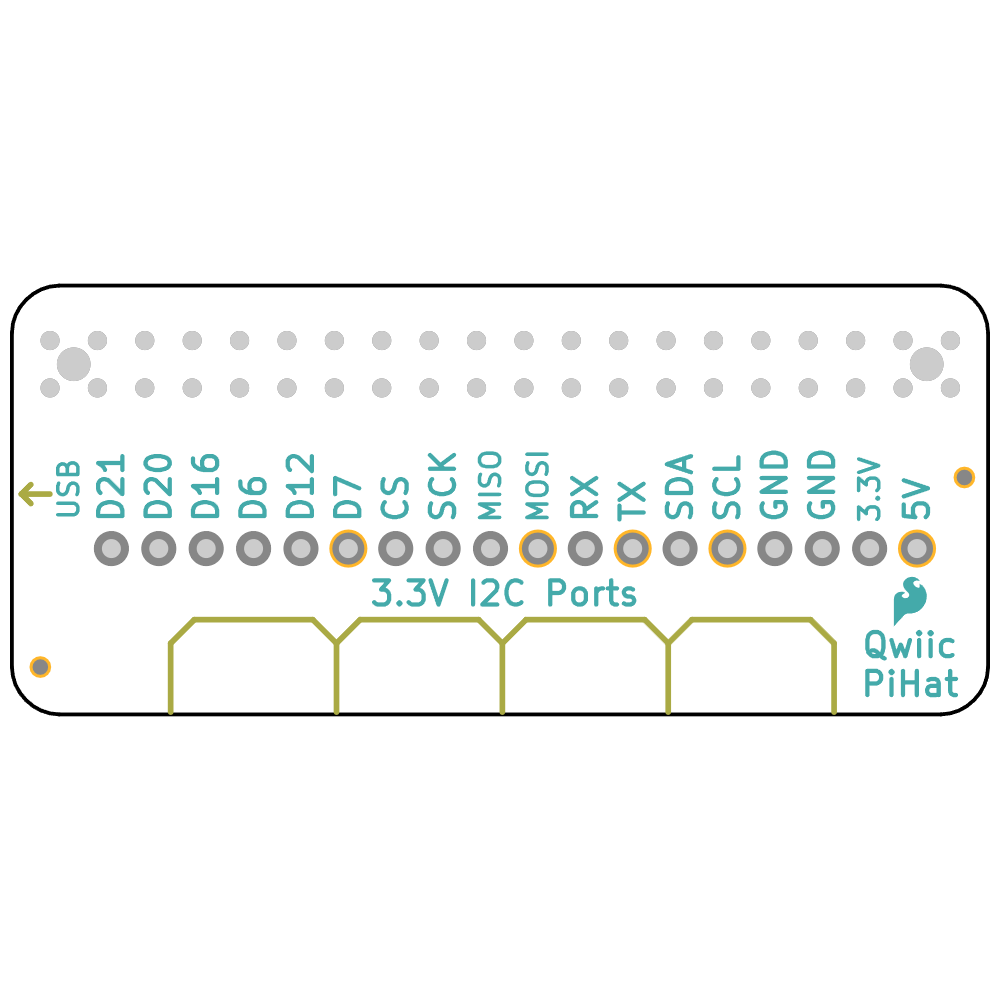 USB
D21
D20
D16
D6
D12
D7
CS
SCK
MISO
MOSI
RX
TX
SDA
SCL
GND
GND
3.3V
5V
3.3V I2C Ports
Qwiic
PiHat